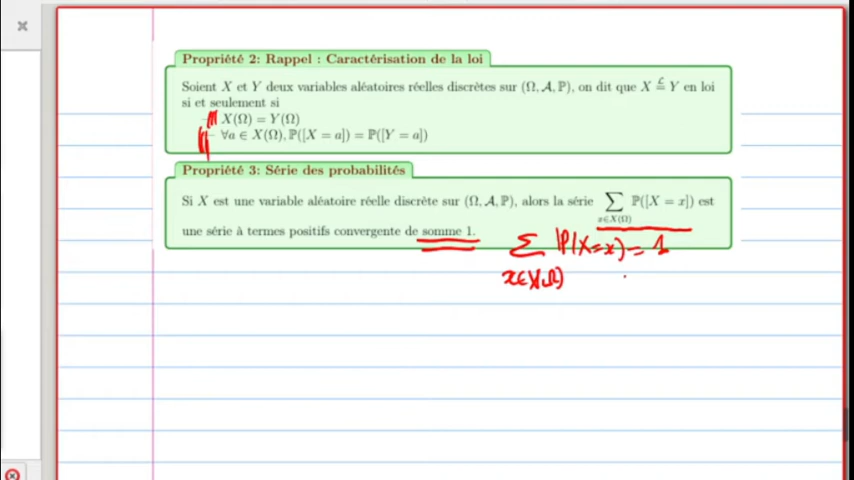 Propriété 2: Rappel : Caractérisation de la loi
Soient X et Y deux variables aléatoires réelles discrètes sur (Ω, 𝒜, ℙ), on dit que X ≝ Y en loi
si et seulement si
— X(Ω) = Y(Ω)
— ∀a ∈ X(Ω), ℙ([X = a]) = ℙ([Y = a])
Propriété 3: Série des probabilités
Si X est une variable aléatoire réelle discrète sur (Ω, 𝒜, ℙ), alors la série ∑ ℙ([X = x]) est
x∈X(Ω)
une série à termes positifs convergente de somme 1.
∑ ℙ(X=x) = 1
x∈X(Ω)